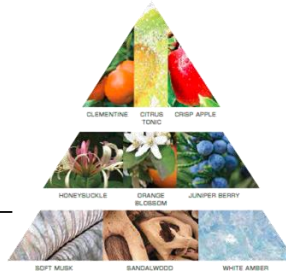 CLEMENTINE CITRUS TONIC CRISP APPLE
HONEYSUCKLE ORANGE BLOSSOM JUNIPER BERRY
SOFT MUSK SANDALWOOD WHITE AMBER